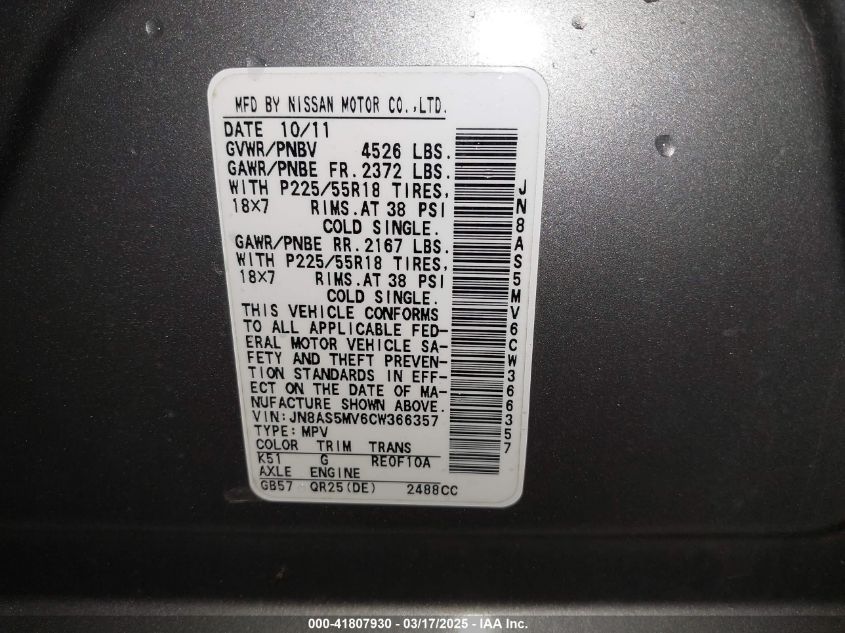 MFD BY NISSAN MOTOR CO.,LTD.
DATE 10/11
GVWR/PNBV 4526 LBS.
GAWR/PNBE FR. 2372 LBS.
WITH P225/55R18 TIRES,
18X7 RIMS.AT 38 PSI
COLD SINGLE.
GAWR/PNBE RR. 2167 LBS.
WITH P225/55R18 TIRES,
18X7 RIMS.AT 38 PSI
COLD SINGLE.
THIS VEHICLE CONFORMS
TO ALL APPLICABLE FED-
ERAL MOTOR VEHICLE SA-
FETY AND THEFT PREVEN-
TION STANDARDS IN EFF-
ECT ON THE DATE OF MA-
NUFACTURE SHOWN ABOVE.
VIN: JN8AS5MV6CW366357
TYPE: MPV
COLOR TRIM TRANS
K51 G RE0F10A
AXLE ENGINE
GB57 QR25(DE) 2488CC
JN8AS5MV6CW366357
000-41807930 - 03/17/2025 - IAA Inc.